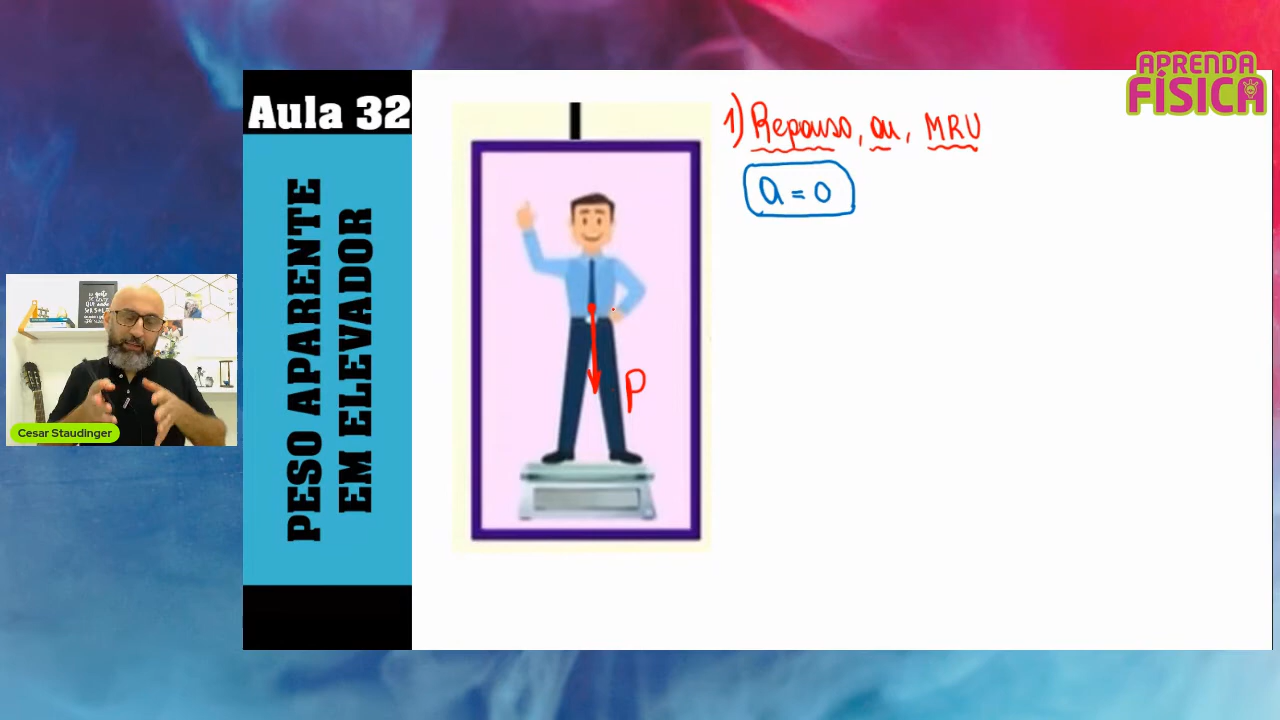 APRENDA
FÍSICA
Aula 32
PESO APARENTE
EM ELEVADOR
1) Repouso, ou, MRU
a = 0
P
Cesar Staudinger